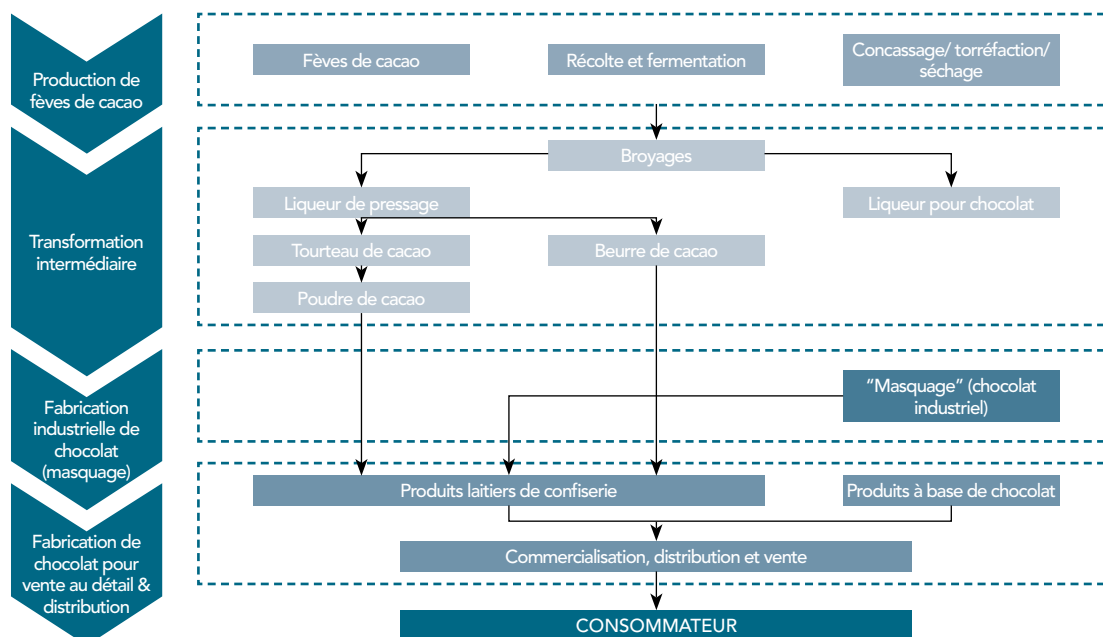 Production de
fèves de cacao
Fèves de cacao
Récolte et fermentation
Concassage/ torréfaction/
séchage
Transformation
intermédiaire
Broyages
Liqueur de pressage
Liqueur pour chocolat
Tourteau de cacao
Beurre de cacao
Poudre de cacao
Fabrication
industrielle de
chocolat
(masquage)
"Masquage" (chocolat
industriel)
Fabrication de
chocolat pour
vente au détail &
distribution
Produits laitiers de confiserie
Produits à base de chocolat
Commercialisation, distribution et vente
CONSOMMATEUR